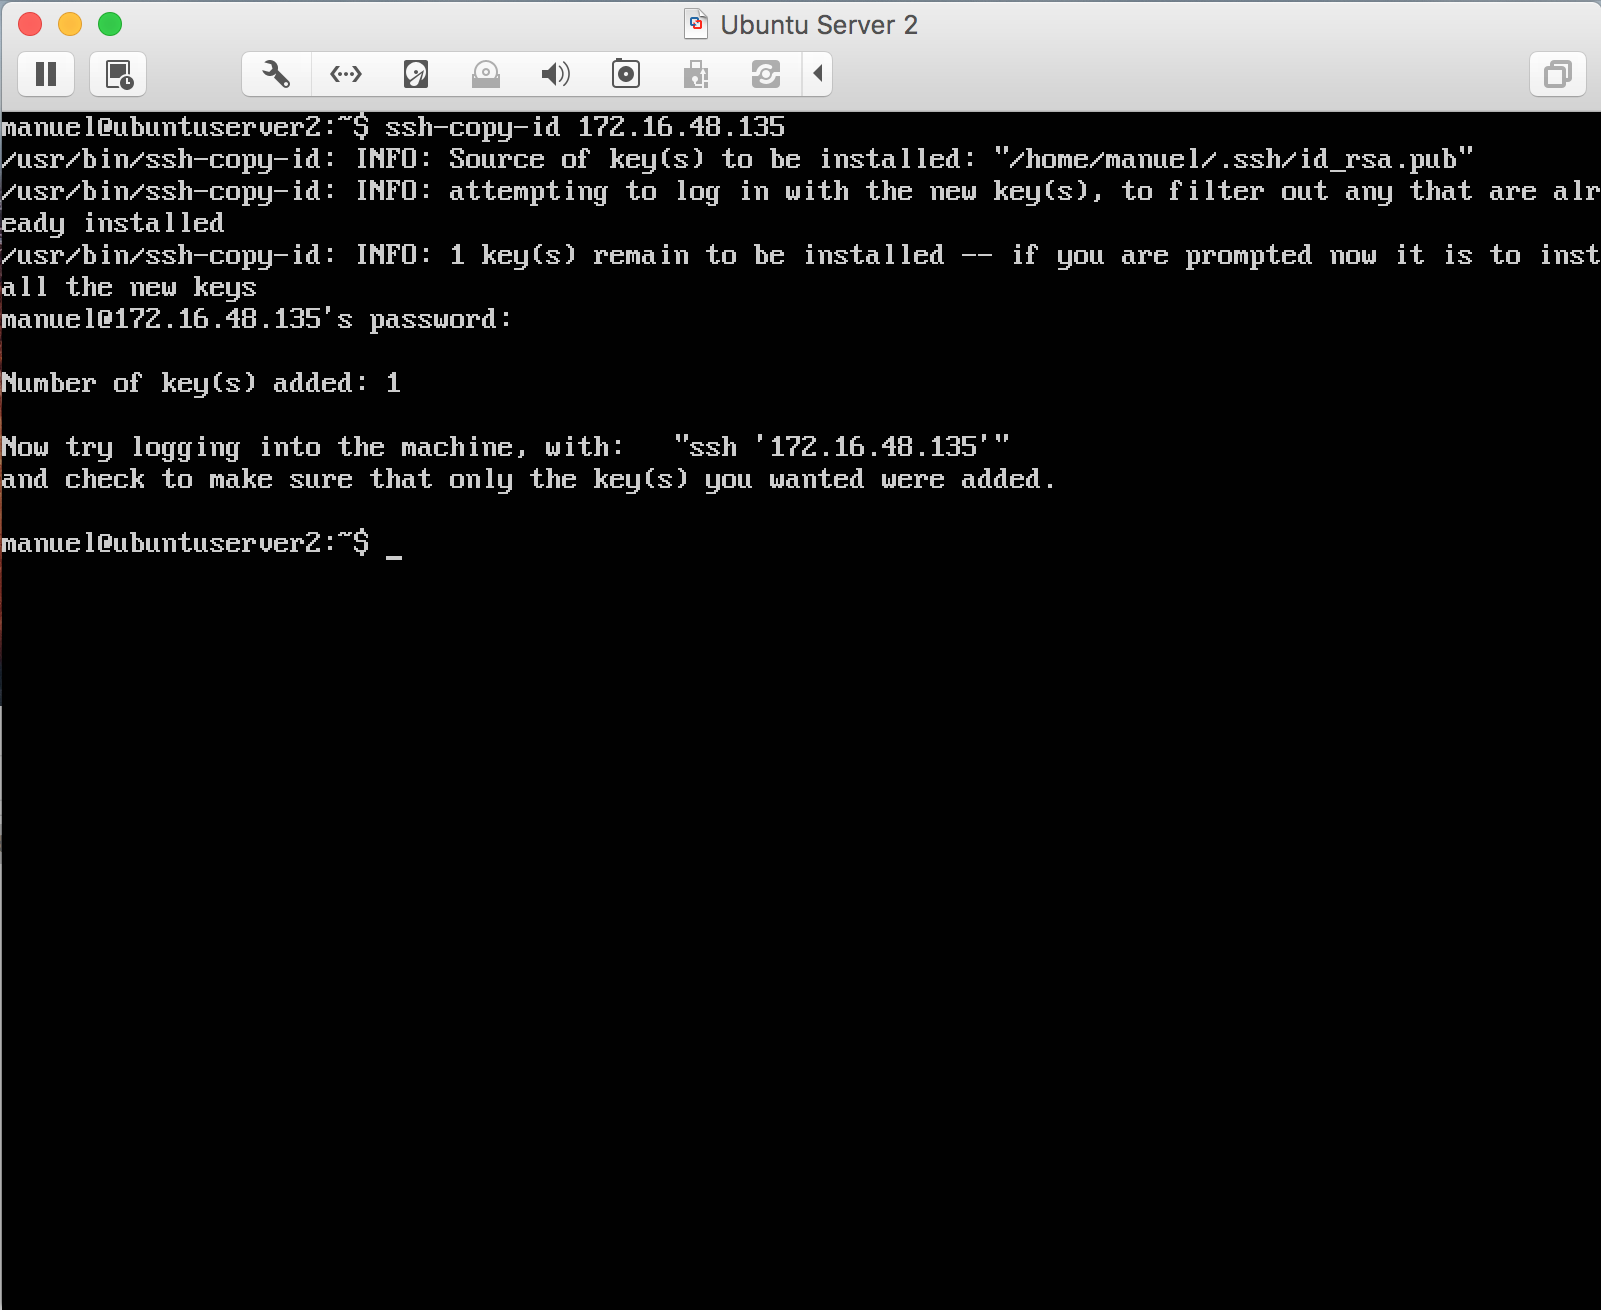 Ubuntu Server 2
manuel@ubuntuserver2:~$ ssh-copy-id 172.16.48.135
/usr/bin/ssh-copy-id: INFO: Source of key(s) to be installed: "/home/manuel/.ssh/id_rsa.pub"
/usr/bin/ssh-copy-id: INFO: attempting to log in with the new key(s), to filter out any that are alr
eady installed
/usr/bin/ssh-copy-id: INFO: 1 key(s) remain to be installed -- if you are prompted now it is to inst
all the new keys
manuel@172.16.48.135's password:
Number of key(s) added: 1
Now try logging into the machine, with:   "ssh '172.16.48.135'"
and check to make sure that only the key(s) you wanted were added.
manuel@ubuntuserver2:~$ _